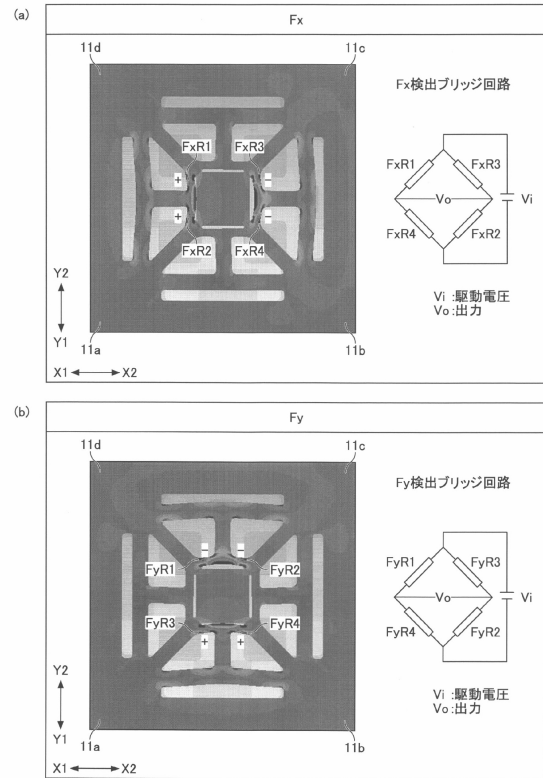 (a)
Fx
11d
11c
Fx検出ブリッジ回路
FxR1
FxR3
+
−
+
−
FxR2
FxR4
FxR1
FxR3
Vo
Vi
FxR4
FxR2
Y2
Y1
Vi:駆動電圧
Vo:出力
11a
11b
X1
X2
(b)
Fy
11d
11c
Fy検出ブリッジ回路
−
−
FyR1
FyR2
FyR3
FyR4
+
+
FyR1
FyR3
Vo
Vi
FyR4
FyR2
Y2
Y1
Vi:駆動電圧
Vo:出力
11a
11b
X1
X2